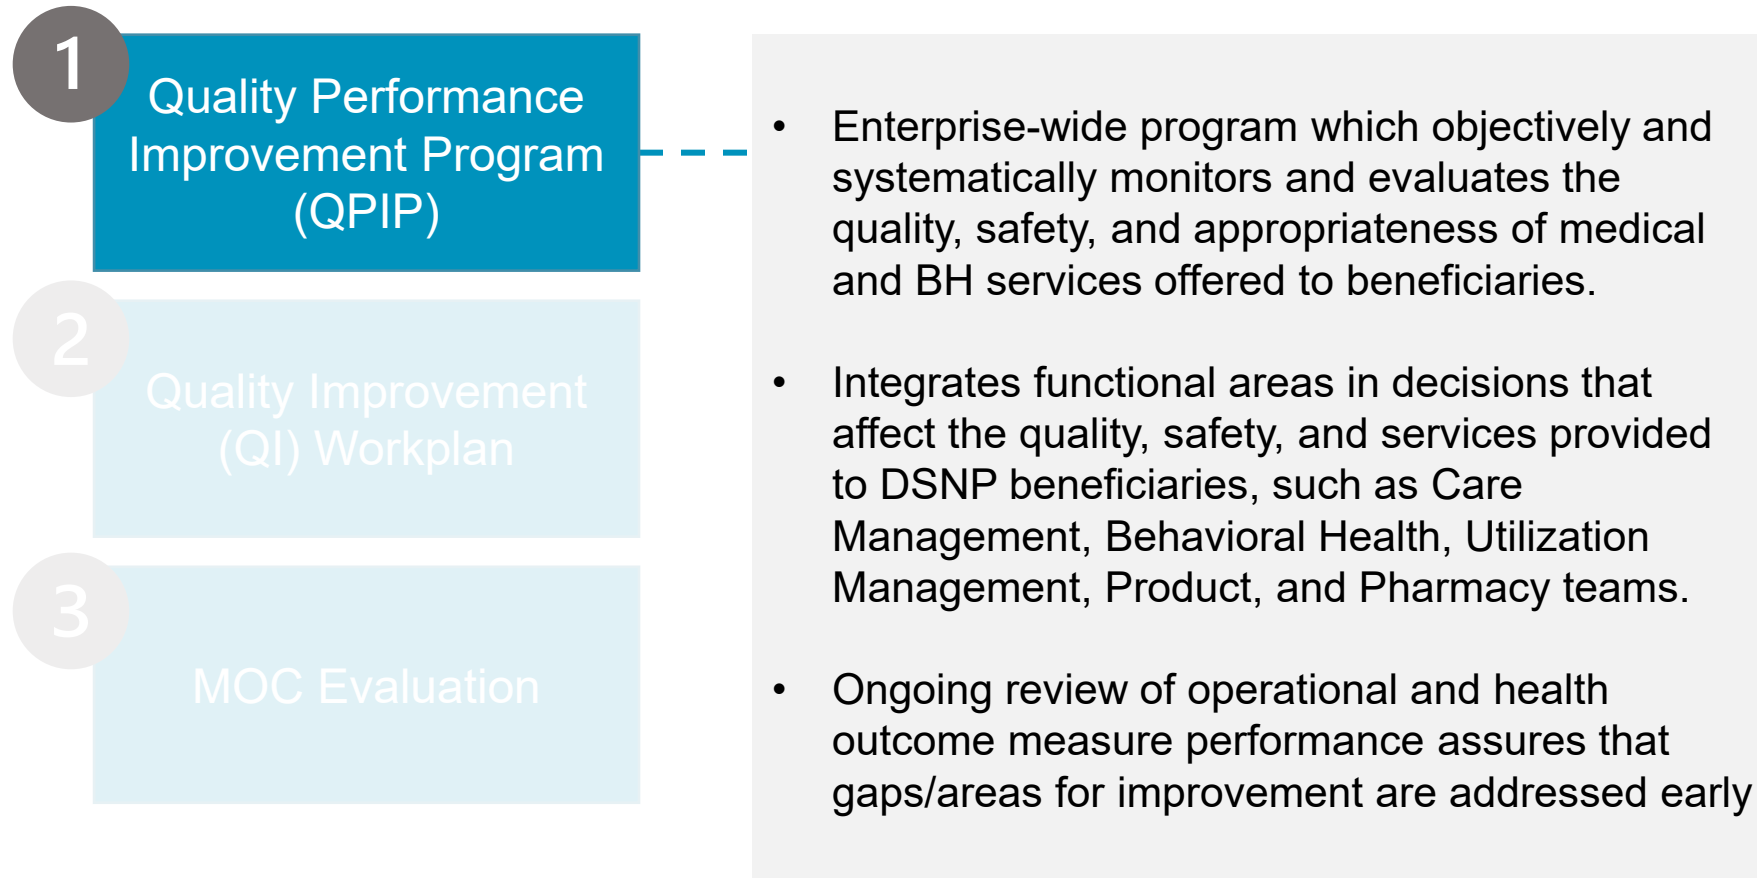 1
Quality Performance
Improvement Program
(QPIP)
2
Quality Improvement
(QI) Workplan
3
MOC Evaluation
• Enterprise-wide program which objectively and
systematically monitors and evaluates the
quality, safety, and appropriateness of medical
and BH services offered to beneficiaries.
• Integrates functional areas in decisions that
affect the quality, safety, and services provided
to DSNP beneficiaries, such as Care
Management, Behavioral Health, Utilization
Management, Product, and Pharmacy teams.
• Ongoing review of operational and health
outcome measure performance assures that
gaps/areas for improvement are addressed early